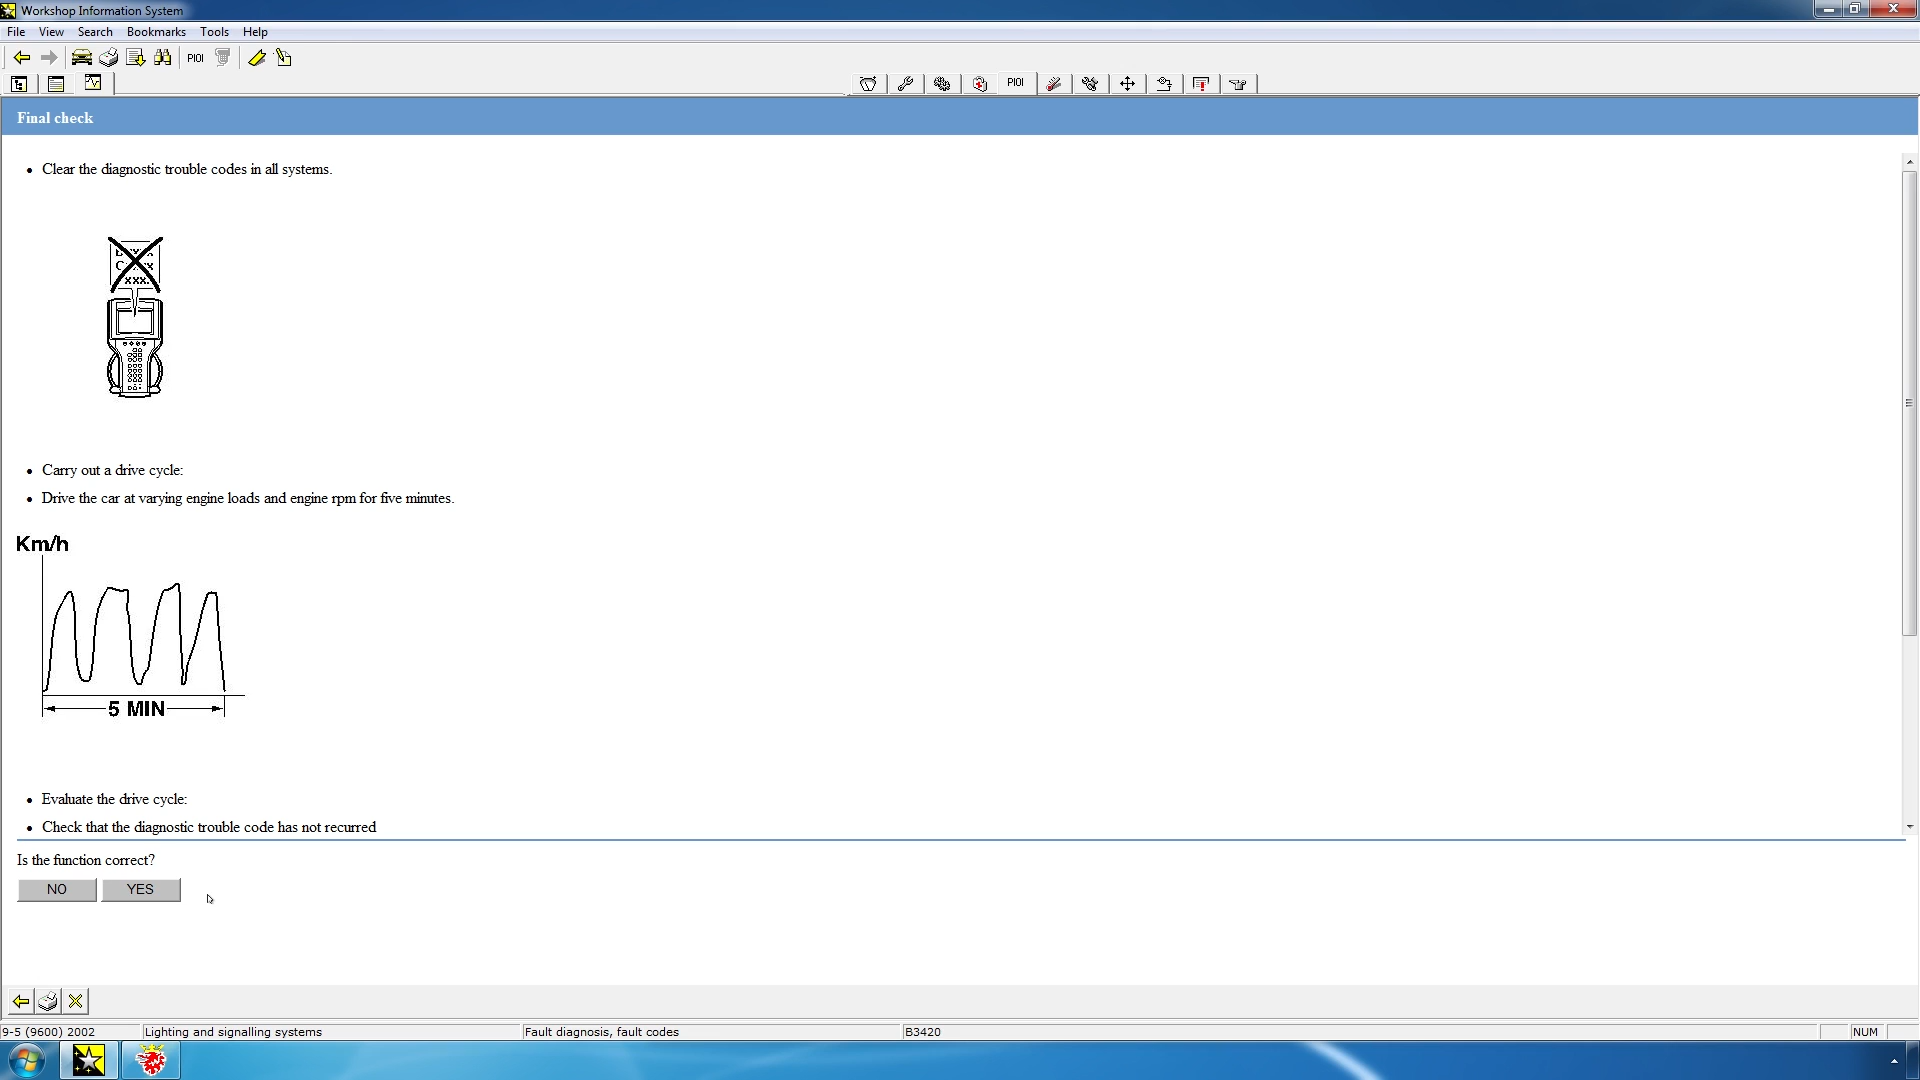 Workshop Information System
File View Search Bookmarks Tools Help
PIOI
PIOI
Final check
Clear the diagnostic trouble codes in all systems.
Carry out a drive cycle:
Drive the car at varying engine loads and engine rpm for five minutes.
Km/h
5 MIN
Evaluate the drive cycle:
Check that the diagnostic trouble code has not recurred
Is the function correct?
NO YES
9-5 (9600) 2002 Lighting and signalling systems Fault diagnosis, fault codes B3420 NUM